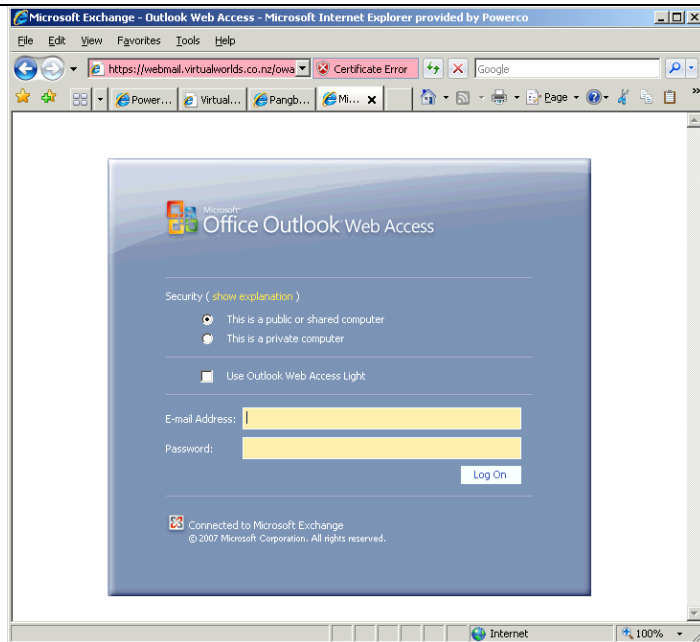 Microsoft Exchange - Outlook Web Access - Microsoft Internet Explorer provided by Powerco
File Edit View Favorites Tools Help
https://webmail.virtualworlds.co.nz/owa Certificate Error Google
Power... Virtual... Pangb... Mi... Page »
Microsoft
Office Outlook Web Access
Security ( show explanation )
This is a public or shared computer
This is a private computer
Use Outlook Web Access Light
E-mail Address:
Password:
Log On
Connected to Microsoft Exchange
© 2007 Microsoft Corporation. All rights reserved.
Internet 100%